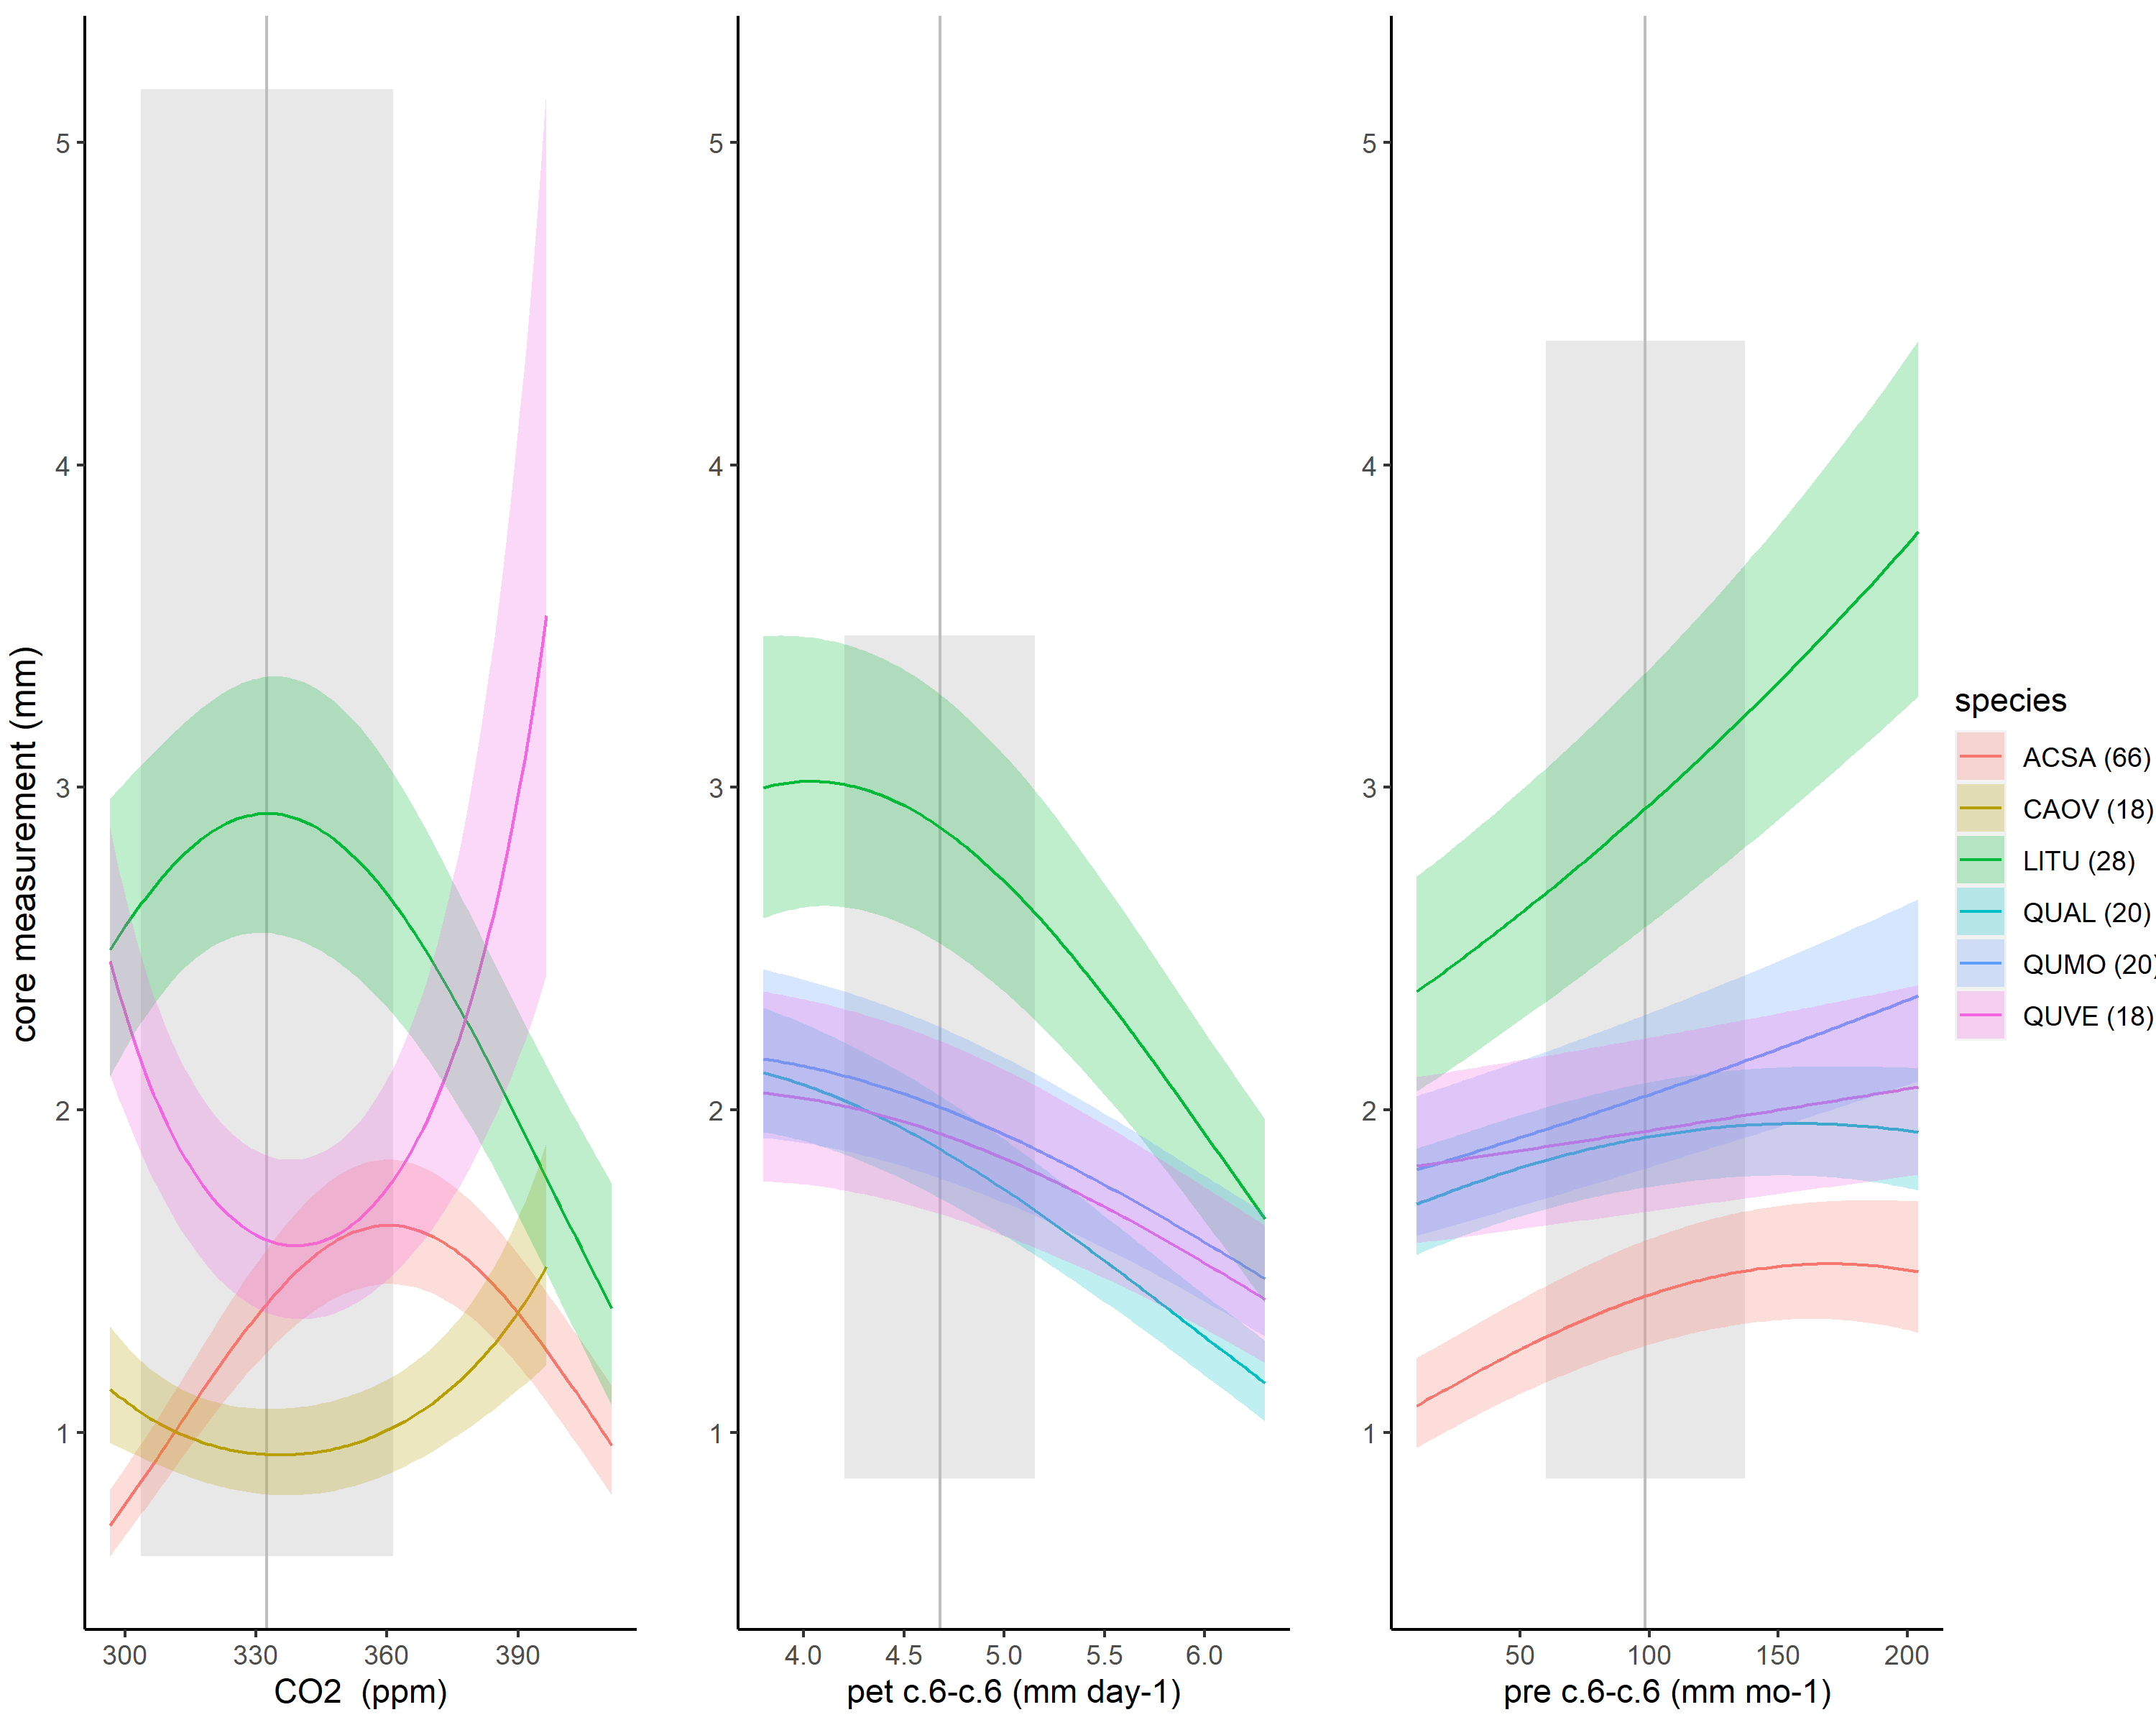 core measurement (mm)
5
4
3
2
1
300 330 360 390
CO2  (ppm)
5
4
3
2
1
4.0 4.5 5.0 5.5 6.0
pet c.6-c.6 (mm day-1)
5
4
3
2
1
50 100 150 200
pre c.6-c.6 (mm mo-1)
species
ACSA (66)
CAOV (18)
LITU (28)
QUAL (20)
QUMO (20)
QUVE (18)